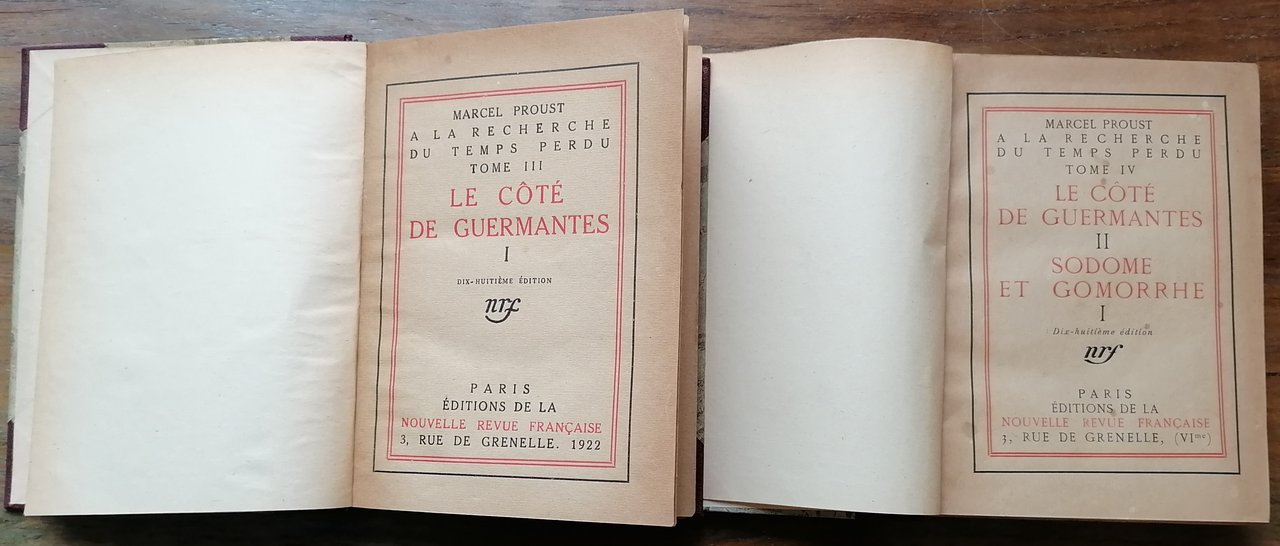 MARCEL PROUST
A LA RECHERCHE
DU TEMPS PERDU
TOME III
LE CÔTÉ
DE GUERMANTES
I
DIX-HUITIÈME ÉDITION
nrf
PARIS
ÉDITIONS DE LA
NOUVELLE REVUE FRANÇAISE
3, RUE DE GRENELLE. 1922
MARCEL PROUST
A LA RECHERCHE
DU TEMPS PERDU
TOME IV
LE CÔTÉ
DE GUERMANTES
II
SODOME
ET GOMORRHE
I
Dix-huitième édition
nrf
PARIS
ÉDITIONS DE LA
NOUVELLE REVUE FRANÇAISE
3, RUE DE GRENELLE, (VIme)